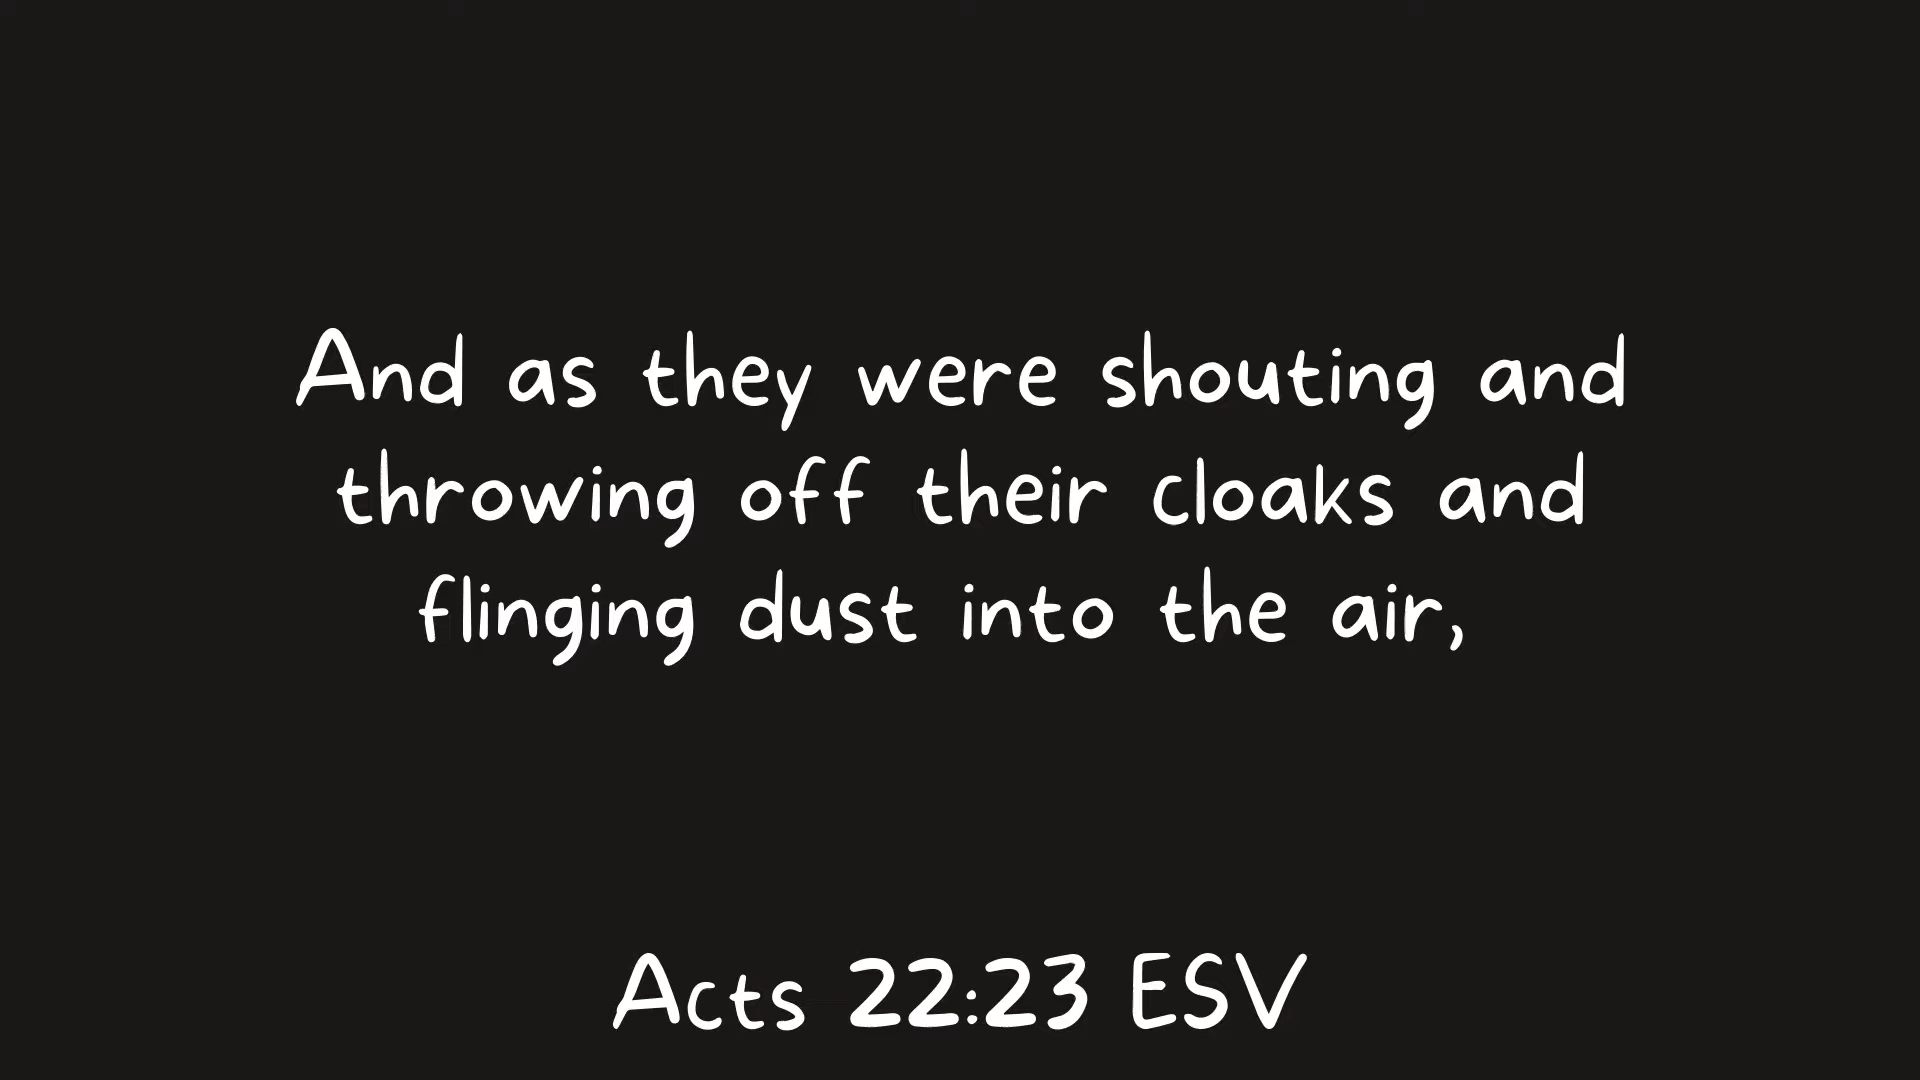 And as they were shouting and
throwing off their cloaks and
flinging dust into the air,
Acts 22:23 ESV